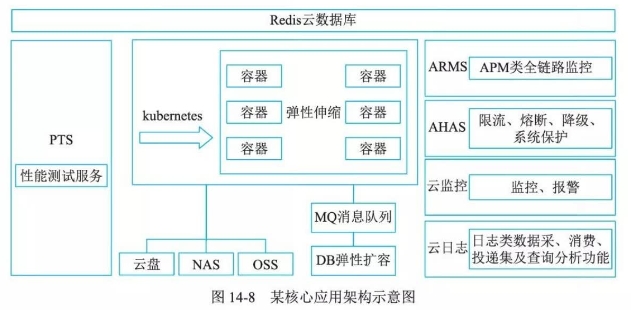 Redis云数据库
PTS
性能测试服务
kubernetes
容器
容器
容器
弹性伸缩
容器
容器
容器
云盘
NAS
OSS
MQ消息队列
DB弹性扩容
ARMS
APM类全链路监控
AHAS
限流、熔断、降级、
系统保护
云监控
监控、报警
云日志
日志类数据采、消费、
投递集及查询分析功能
图 14-8 某核心应用架构示意图